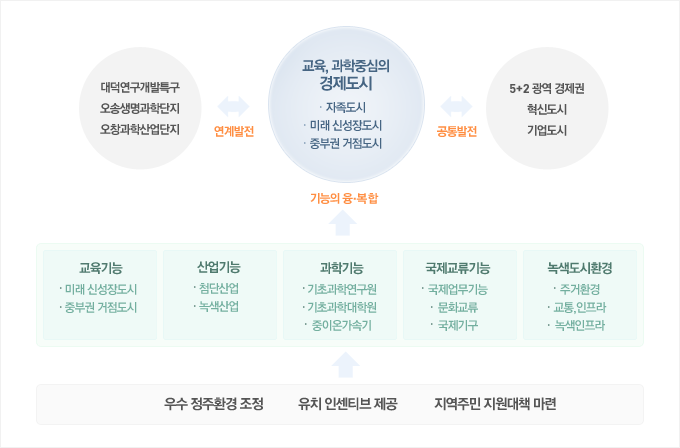 대덕연구개발특구
오송생명과학단지
오창과학산업단지
연계발전
교육, 과학중심의
경제도시
· 자족도시
· 미래 신성장도시
· 중부권 거점도시
공통발전
5+2 광역 경제권
혁신도시
기업도시
기능의 융·복합
교육기능
· 미래 신성장도시
· 중부권 거점도시
산업기능
· 첨단산업
· 녹색산업
과학기능
· 기초과학연구원
· 기초과학대학원
· 중이온가속기
국제교류기능
· 국제업무기능
· 문화교류
· 국제기구
녹색도시환경
· 주거환경
· 교통,인프라
· 녹색인프라
우수 정주환경 조정
유치 인센티브 제공
지역주민 지원대책 마련